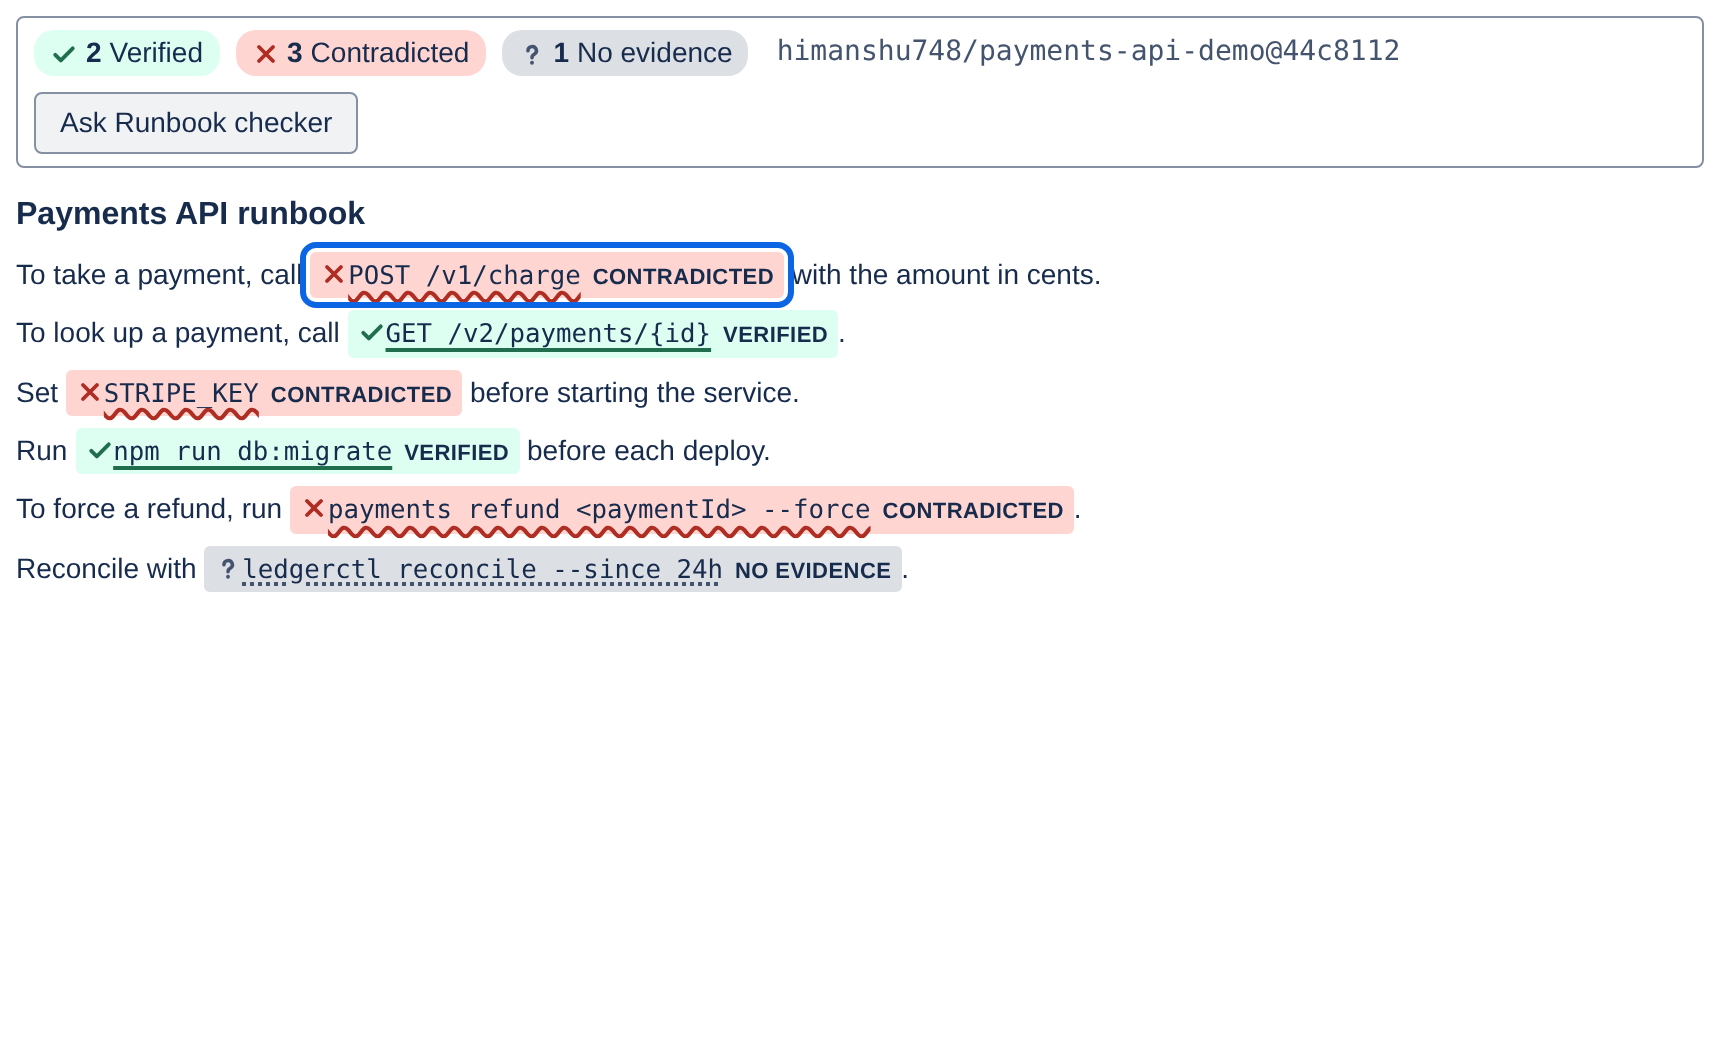 2 Verified 3 Contradicted ? 1 No evidence himanshu748/payments-api-demo@44c8112
Ask Runbook checker
Payments API runbook
To take a payment, call POST /v1/charge CONTRADICTED with the amount in cents.
To look up a payment, call GET /v2/payments/{id} VERIFIED.
Set STRIPE_KEY CONTRADICTED before starting the service.
Run npm run db:migrate VERIFIED before each deploy.
To force a refund, run payments refund <paymentId> --force CONTRADICTED.
Reconcile with ? ledgerctl reconcile --since 24h NO EVIDENCE.